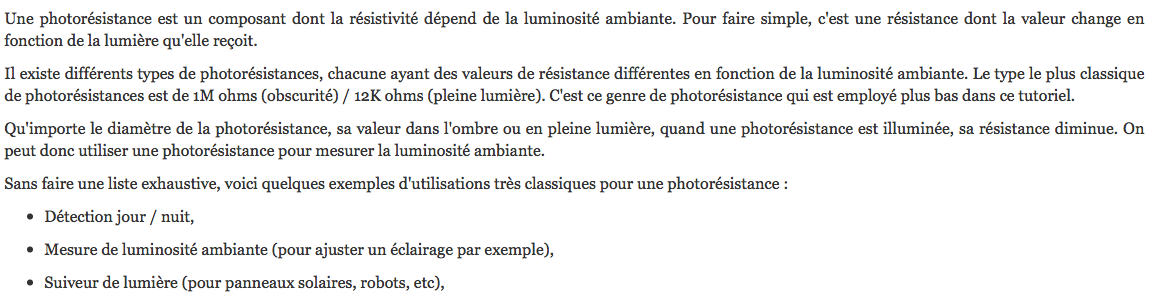 Une photorésistance est un composant dont la résistivité dépend de la luminosité ambiante. Pour faire simple, c'est une résistance dont la valeur change en
fonction de la lumière qu'elle reçoit.
Il existe différents types de photorésistances, chacune ayant des valeurs de résistance différentes en fonction de la luminosité ambiante. Le type le plus classique
de photorésistances est de 1M ohms (obscurité) / 12K ohms (pleine lumière). C'est ce genre de photorésistance qui est employé plus bas dans ce tutoriel.
Qu'importe le diamètre de la photorésistance, sa valeur dans l'ombre ou en pleine lumière, quand une photorésistance est illuminée, sa résistance diminue. On
peut donc utiliser une photorésistance pour mesurer la luminosité ambiante.
Sans faire une liste exhaustive, voici quelques exemples d'utilisations très classiques pour une photorésistance :
• Détection jour / nuit,
• Mesure de luminosité ambiante (pour ajuster un éclairage par exemple),
• Suiveur de lumière (pour panneaux solaires, robots, etc),